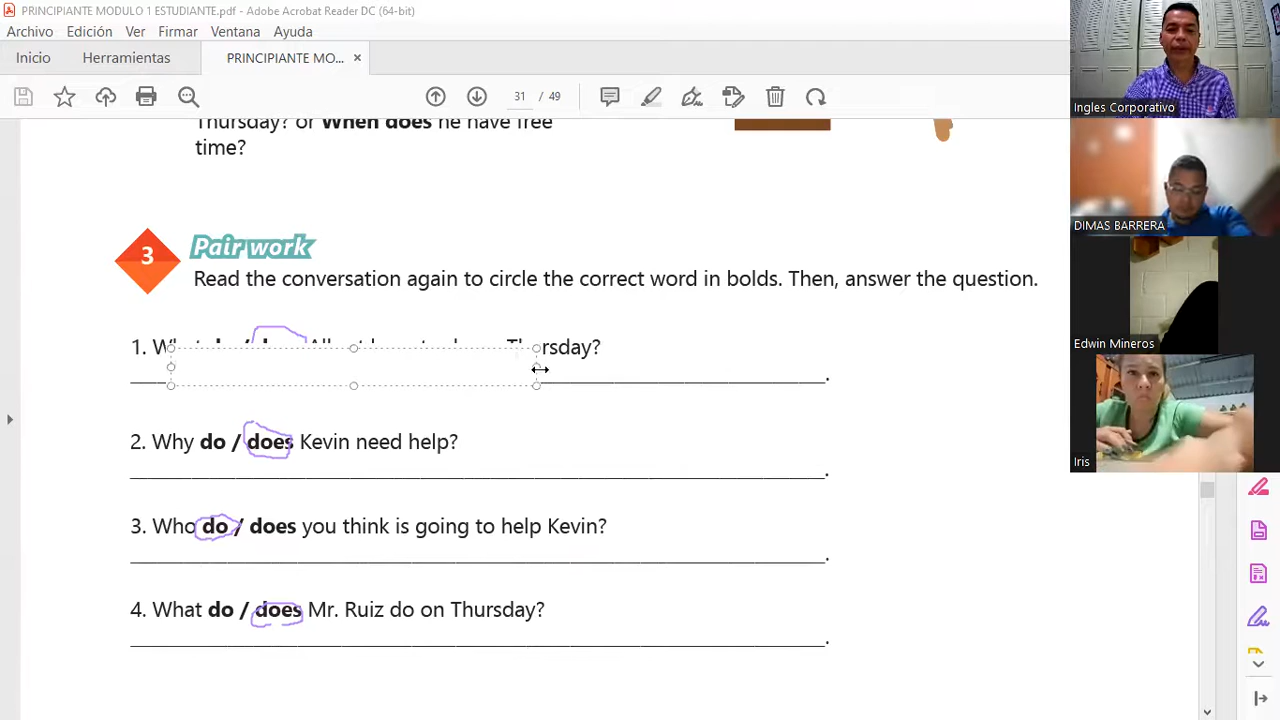 PRINCIPIANTE MODULO 1 ESTUDIANTE.pdf - Adobe Acrobat Reader DC (64-bit)
Archivo Edición Ver Firmar Ventana Ayuda
Inicio Herramientas PRINCIPIANTE MO... ×
31 / 49
Thursday? or When does he have free
time?
3 Pair work
Read the conversation again to circle the correct word in bolds. Then, answer the question.
1. rsday?
2. Why do / does Kevin need help?
3. Who do / does you think is going to help Kevin?
4. What do / does Mr. Ruiz do on Thursday?
Ingles Corporativo
DIMAS BARRERA
Edwin Mineros
Iris